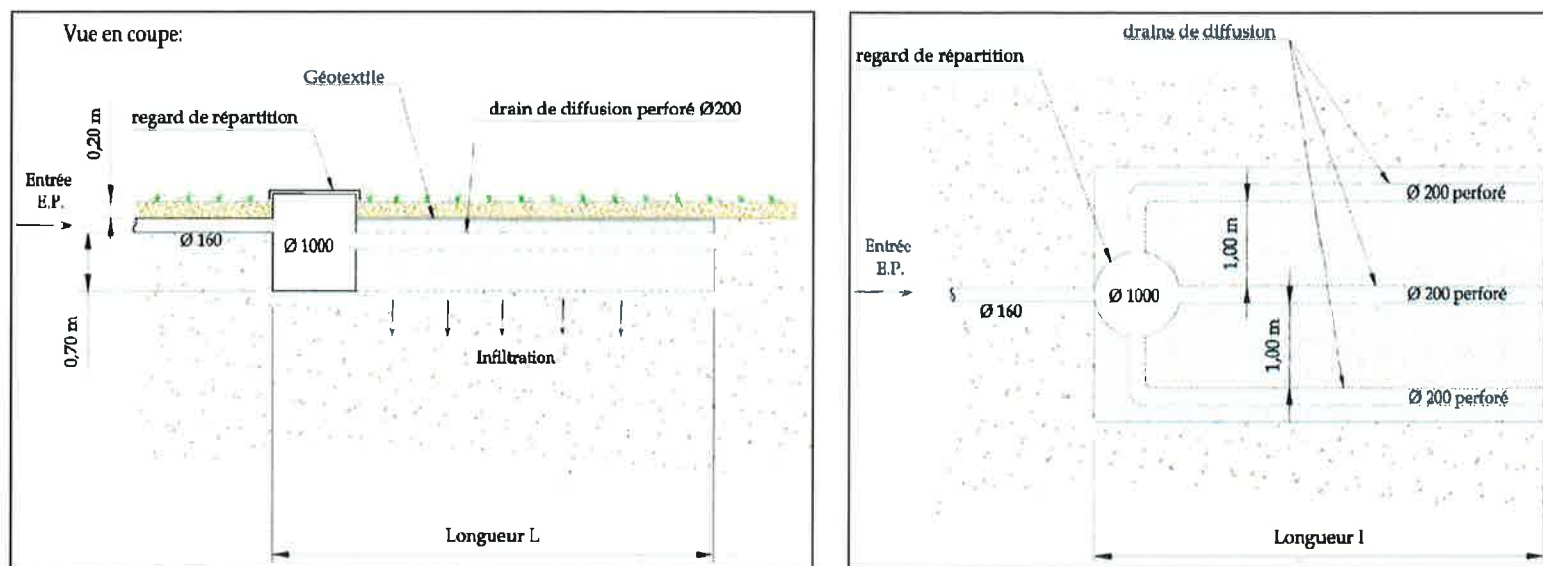 Vue en coupe:
Géotextile
regard de répartition
drain de diffusion perforé Ø200
0,20 m
Entrée
E.P.
Ø 160
Ø 1000
0,70 m
Infiltration
Longueur L
drains de diffusion
regard de répartition
Ø 200 perforé
1,00 m
Entrée
E.P.
Ø 160
Ø 1000
Ø 200 perforé
1,00 m
Ø 200 perforé
Longueur l